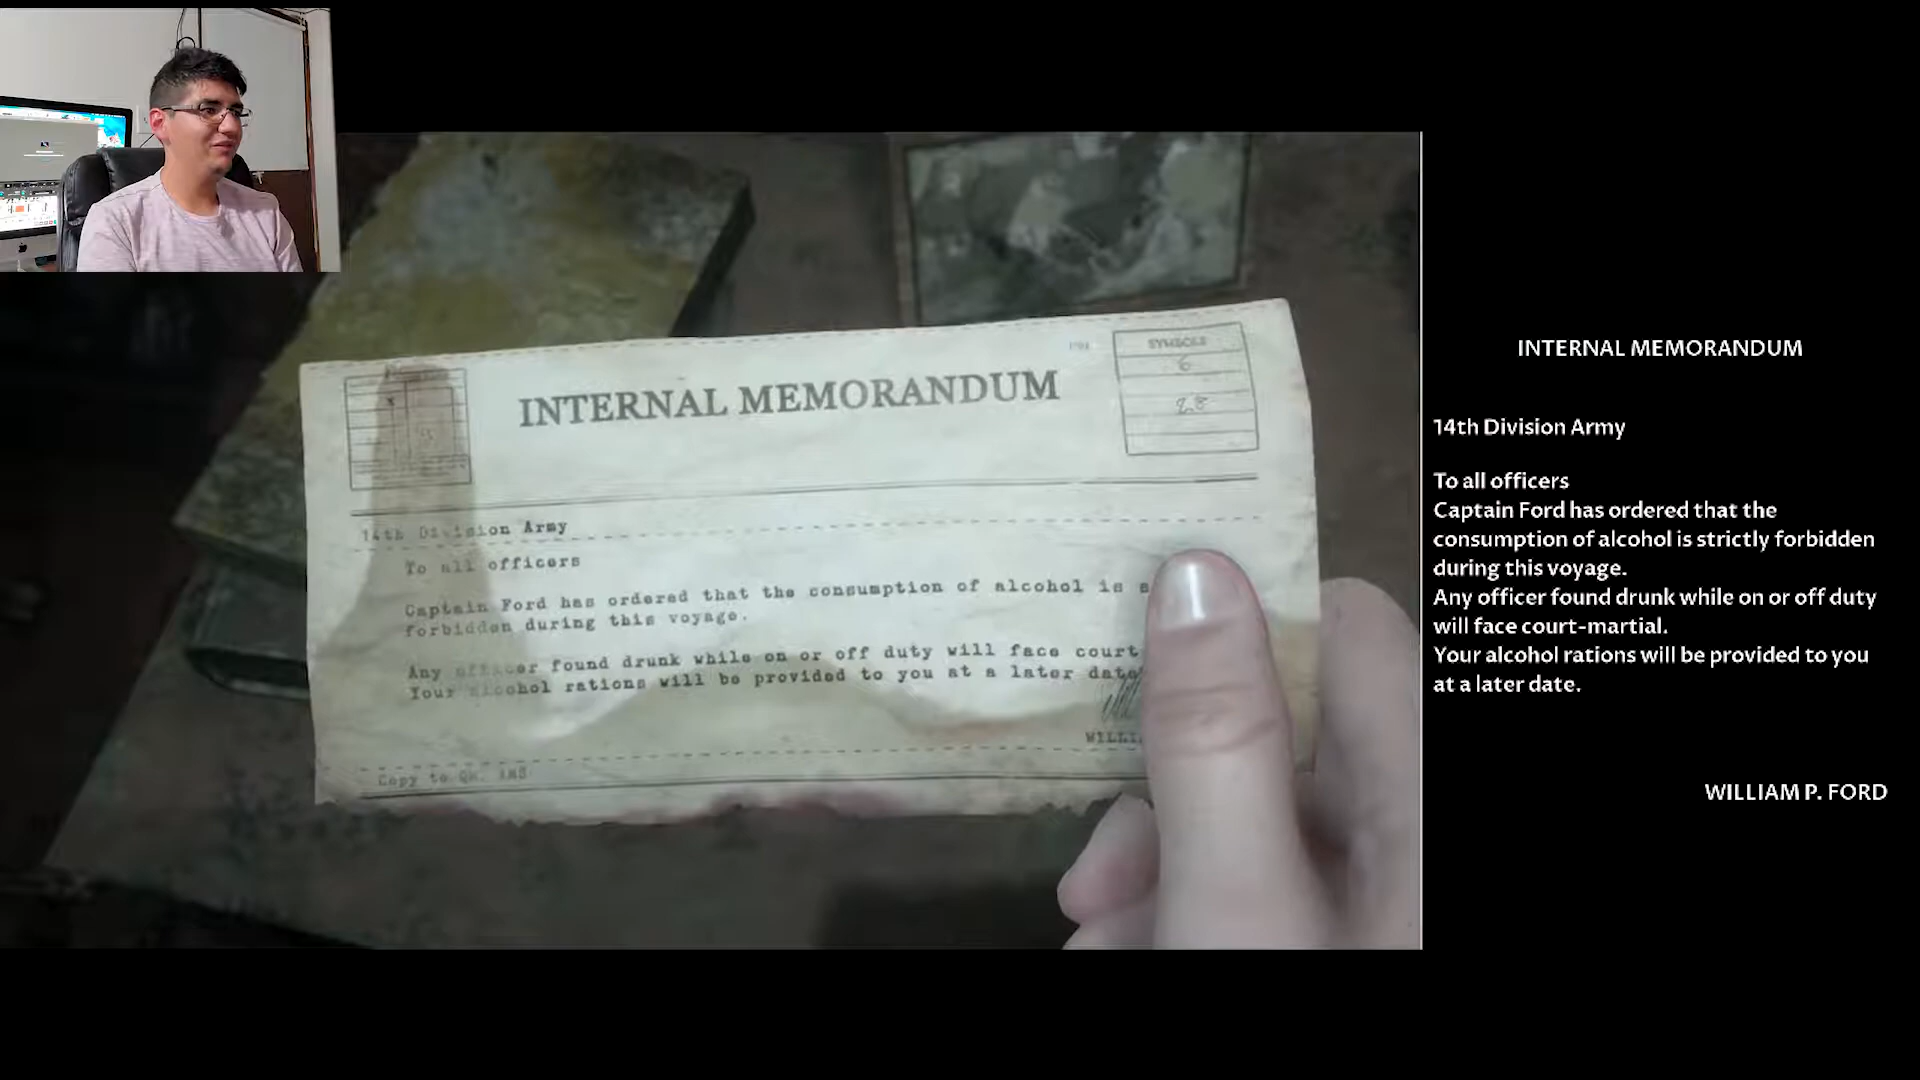 SYMBOLS
6
28
INTERNAL MEMORANDUM
14th Division Army
To all officers
Captain Ford has ordered that the consumption of alcohol is s
forbidden during this voyage.
Any officer found drunk while on or off duty will face court
Your alcohol rations will be provided to you at a later date
WILLI
Copy to
INTERNAL MEMORANDUM
14th Division Army
To all officers
Captain Ford has ordered that the
consumption of alcohol is strictly forbidden
during this voyage.
Any officer found drunk while on or off duty
will face court-martial.
Your alcohol rations will be provided to you
at a later date.
WILLIAM P. FORD